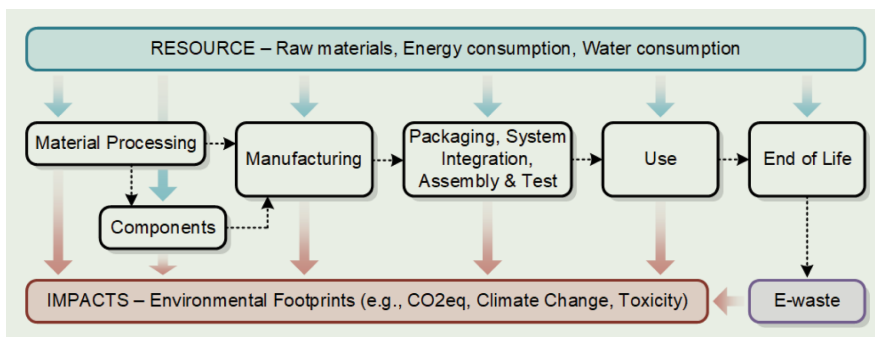 RESOURCE – Raw materials, Energy consumption, Water consumption
Material Processing
Components
Manufacturing
Packaging, System
Integration,
Assembly & Test
Use
End of Life
IMPACTS – Environmental Footprints (e.g., CO2eq, Climate Change, Toxicity)
E-waste